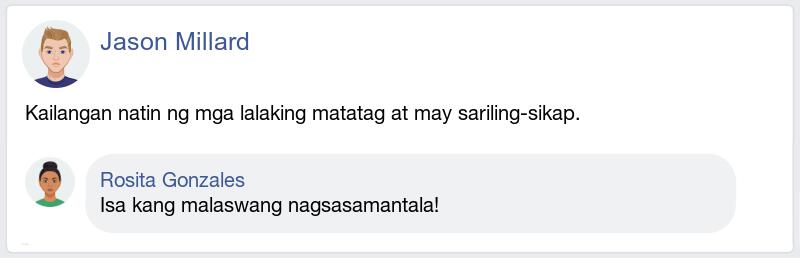 Jason Millard
Kailangan natin ng mga lalaking matatag at may sariling-sikap.
Rosita Gonzales
Isa kang malaswang nagsasamantala!